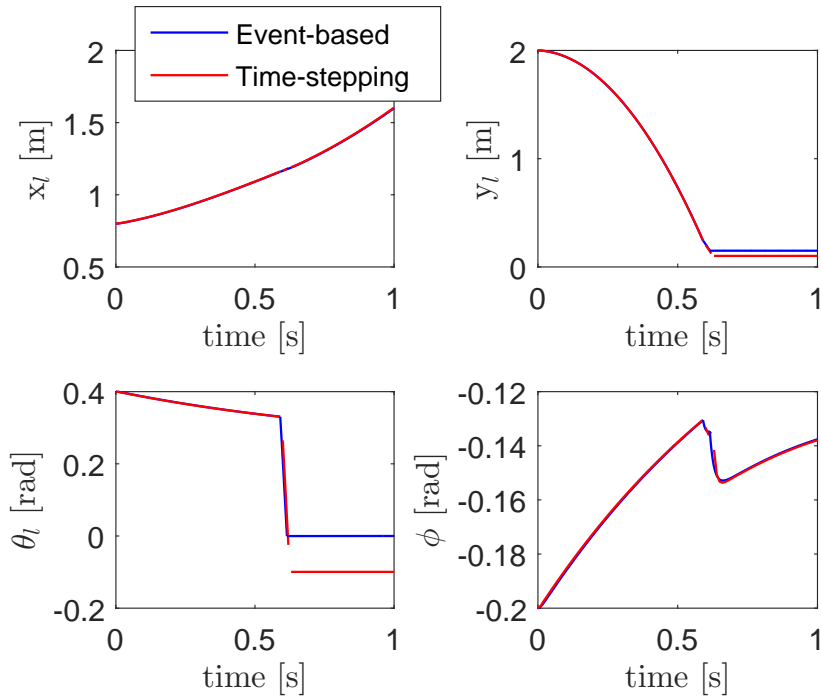 Event-based
Time-stepping
2
1.5
1
0.5
x_l [m]
0
0.5
1
time [s]
2
1
0
y_l [m]
0
0.5
1
time [s]
0.4
0.2
0
-0.2
θ_l [rad]
0
0.5
1
time [s]
-0.12
-0.14
-0.16
-0.18
-0.2
ϕ [rad]
0
0.5
1
time [s]